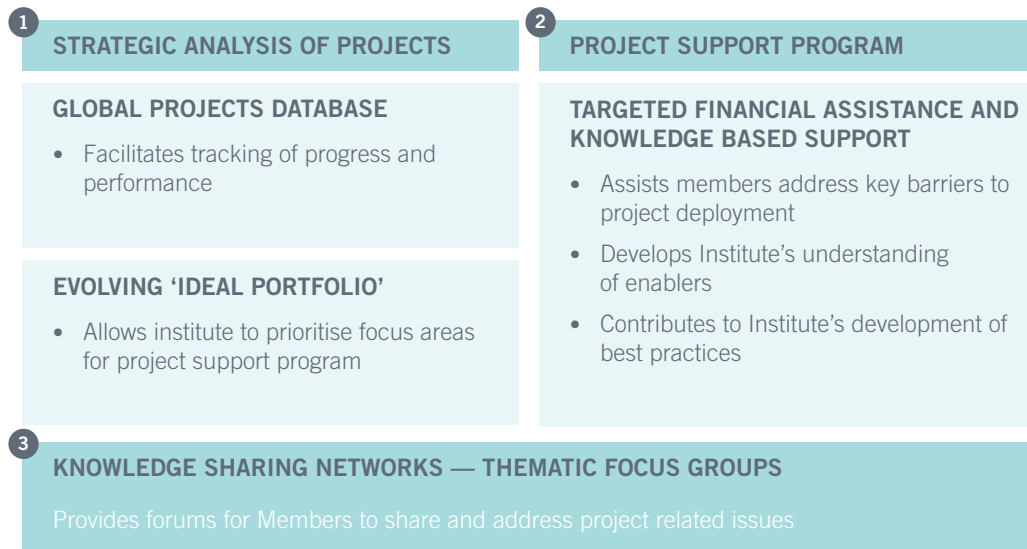 1
STRATEGIC ANALYSIS OF PROJECTS
GLOBAL PROJECTS DATABASE
• Facilitates tracking of progress and
performance
EVOLVING ‘IDEAL PORTFOLIO’
• Allows institute to prioritise focus areas
for project support program
2
PROJECT SUPPORT PROGRAM
TARGETED FINANCIAL ASSISTANCE AND
KNOWLEDGE BASED SUPPORT
• Assists members address key barriers to
project deployment
• Develops Institute’s understanding
of enablers
• Contributes to Institute’s development of
best practices
3
KNOWLEDGE SHARING NETWORKS — THEMATIC FOCUS GROUPS
Provides forums for Members to share and address project related issues